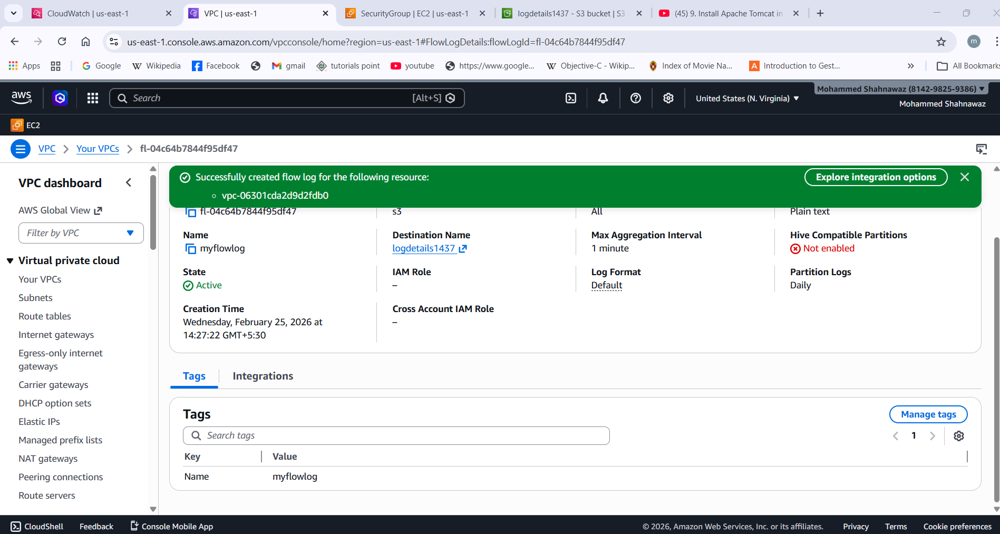 CloudWatch | us-east-1
VPC | us-east-1
SecurityGroup | EC2 | us-east-1
logdetails1437 - S3 bucket | S3
(45) 9. Install Apache Tomcat in
us-east-1.console.aws.amazon.com/vpcconsole/home?region=us-east-1#FlowLogDetails:flowLogId=fl-04c64b7844f95df47
m
Apps
Google
Wikipedia
Facebook
gmail
tutorials point
youtube
https://www.google...
Objective-C - Wikip...
Index of Movie Na...
Introduction to Gest...
All Bookmarks
aws
Search
[Alt+S]
United States (N. Virginia)
Mohammed Shahnawaz (8142-9825-9386)
Mohammed Shahnawaz
EC2
VPC
Your VPCs
fl-04c64b7844f95df47
VPC dashboard
AWS Global View
Filter by VPC
Virtual private cloud
Your VPCs
Subnets
Route tables
Internet gateways
Egress-only internet
gateways
Carrier gateways
DHCP option sets
Elastic IPs
Managed prefix lists
NAT gateways
Peering connections
Route servers
Successfully created flow log for the following resource:
vpc-06301cda2d9d2fdb0
Explore integration options
fl-04c64b7844f95df47
s3
All
Plain text
Name
myflowlog
Destination Name
logdetails1437
Max Aggregation Interval
1 minute
Hive Compatible Partitions
Not enabled
State
Active
IAM Role
–
Log Format
Default
Partition Logs
Daily
Creation Time
Wednesday, February 25, 2026 at
14:27:22 GMT+5:30
Cross Account IAM Role
–
Tags
Integrations
Tags
Manage tags
Search tags
1
Key
Value
Name
myflowlog
CloudShell
Feedback
Console Mobile App
© 2026, Amazon Web Services, Inc. or its affiliates.
Privacy
Terms
Cookie preferences